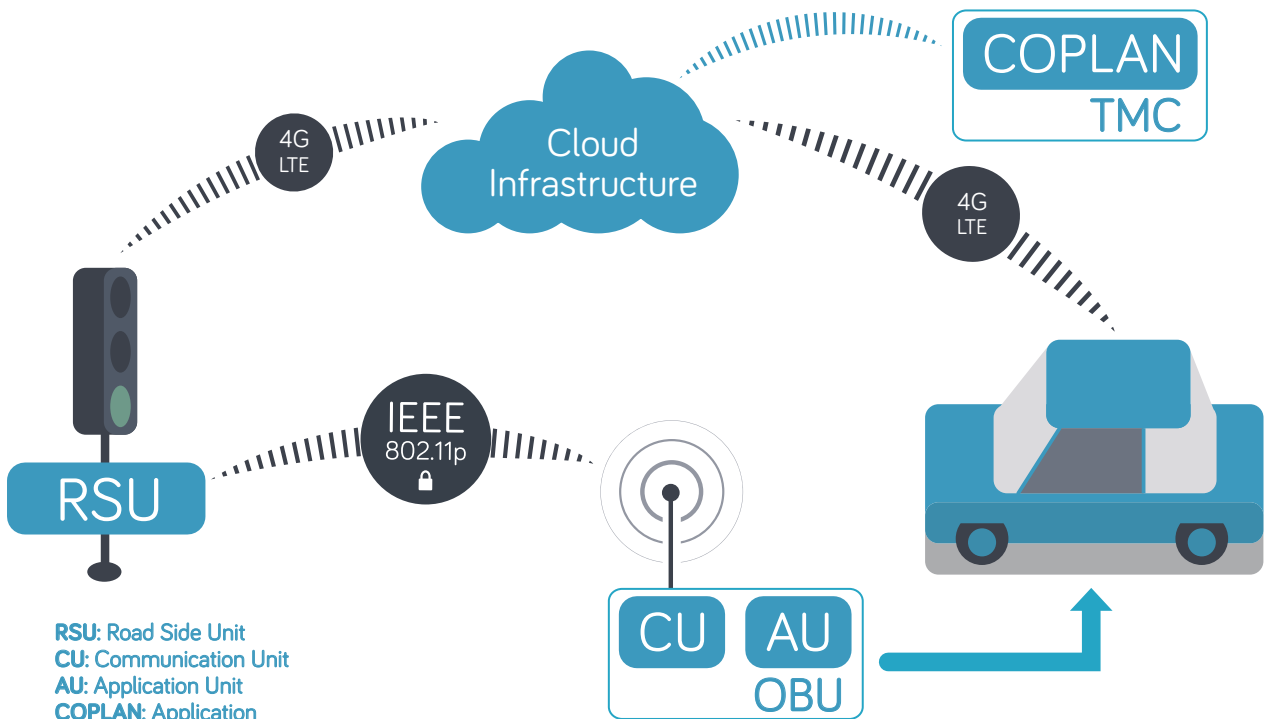 COPLAN
TMC
4G
LTE
Cloud
Infrastructure
4G
LTE
IEEE
802.11p
RSU
CU AU
OBU
RSU: Road Side Unit
CU: Communication Unit
AU: Application Unit
COPLAN: Application